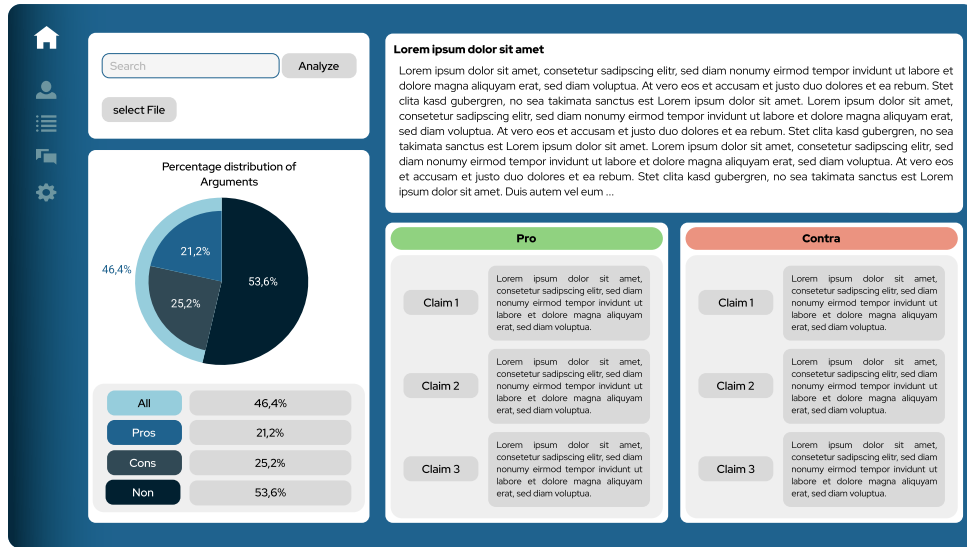 Search
Analyze
select File
Percentage distribution of
Arguments
21,2%
46,4%
53,6%
25,2%
All 46,4%
Pros 21,2%
Cons 25,2%
Non 53,6%
Lorem ipsum dolor sit amet
Lorem ipsum dolor sit amet, consetetur sadipscing elitr, sed diam nonumy eirmod tempor invidunt ut labore et
dolore magna aliquyam erat, sed diam voluptua. At vero eos et accusam et justo duo dolores et ea rebum. Stet
clita kasd gubergren, no sea takimata sanctus est Lorem ipsum dolor sit amet. Lorem ipsum dolor sit amet,
consetetur sadipscing elitr, sed diam nonumy eirmod tempor invidunt ut labore et dolore magna aliquyam erat,
sed diam voluptua. At vero eos et accusam et justo duo dolores et ea rebum. Stet clita kasd gubergren, no sea
takimata sanctus est Lorem ipsum dolor sit amet. Lorem ipsum dolor sit amet, consetetur sadipscing elitr, sed
diam nonumy eirmod tempor invidunt ut labore et dolore magna aliquyam erat, sed diam voluptua. At vero eos
et accusam et justo duo dolores et ea rebum. Stet clita kasd gubergren, no sea takimata sanctus est Lorem
ipsum dolor sit amet. Duis autem vel eum ...
Pro
Claim 1
Lorem ipsum dolor sit amet,
consetetur sadipscing elitr, sed diam
nonumy eirmod tempor invidunt ut
labore et dolore magna aliquyam
erat, sed diam voluptua.
Claim 2
Lorem ipsum dolor sit amet,
consetetur sadipscing elitr, sed diam
nonumy eirmod tempor invidunt ut
labore et dolore magna aliquyam
erat, sed diam voluptua.
Claim 3
Lorem ipsum dolor sit amet,
consetetur sadipscing elitr, sed diam
nonumy eirmod tempor invidunt ut
labore et dolore magna aliquyam
erat, sed diam voluptua.
Contra
Claim 1
Lorem ipsum dolor sit amet,
consetetur sadipscing elitr, sed diam
nonumy eirmod tempor invidunt ut
labore et dolore magna aliquyam
erat, sed diam voluptua.
Claim 2
Lorem ipsum dolor sit amet,
consetetur sadipscing elitr, sed diam
nonumy eirmod tempor invidunt ut
labore et dolore magna aliquyam
erat, sed diam voluptua.
Claim 3
Lorem ipsum dolor sit amet,
consetetur sadipscing elitr, sed diam
nonumy eirmod tempor invidunt ut
labore et dolore magna aliquyam
erat, sed diam voluptua.